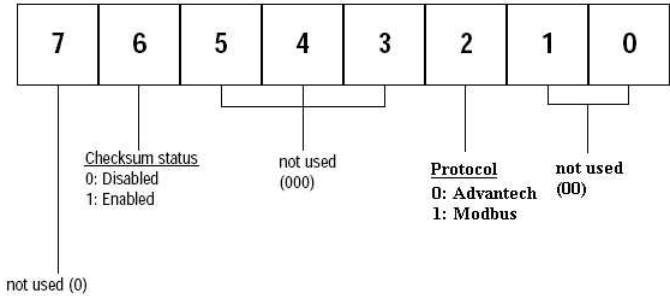 7 6 5 4 3 2 1 0
Checksum status
0: Disabled
1: Enabled
not used
(000)
Protocol
0: Advantech
1: Modbus
not used
(00)
not used (0)